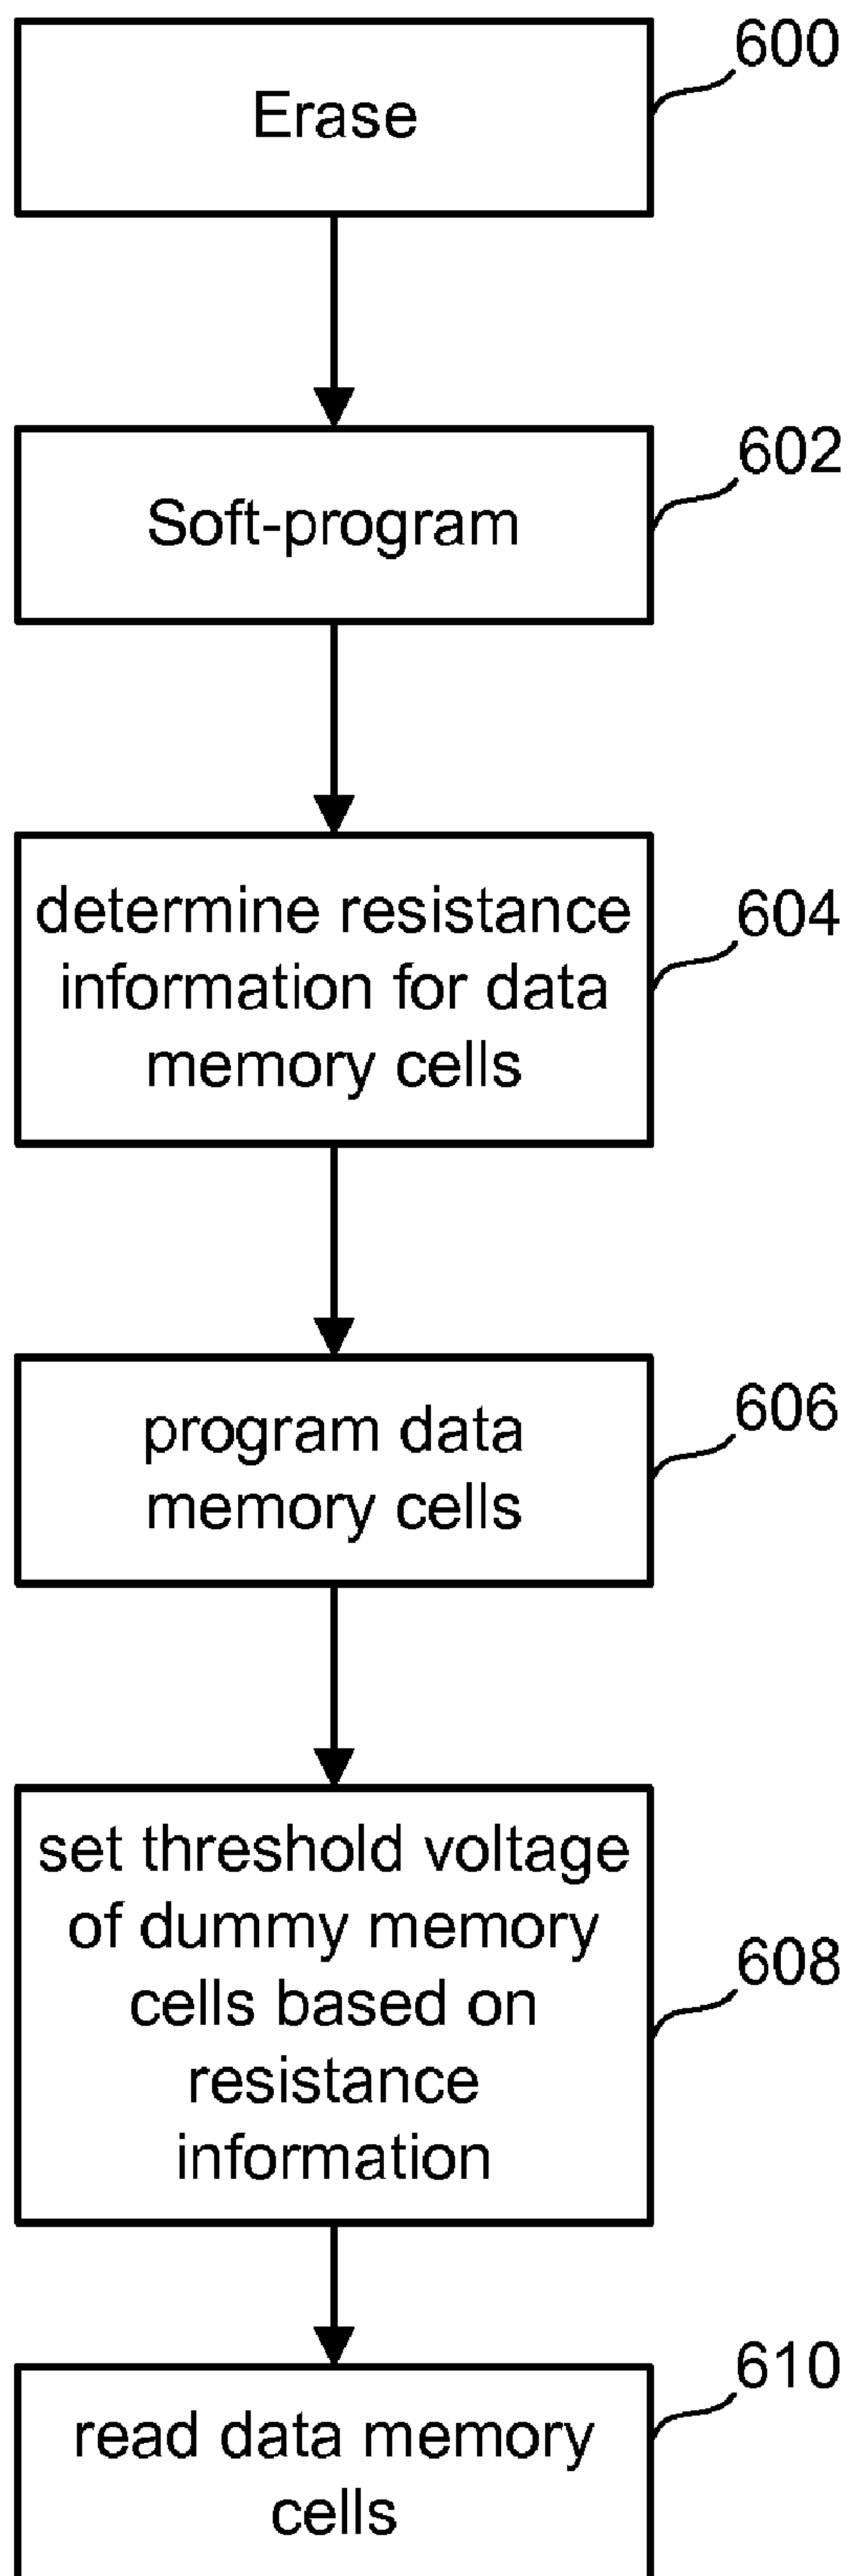 600
Erase
602
Soft-program
604
determine resistance
information for data
memory cells
606
program data
memory cells
608
set threshold voltage
of dummy memory
cells based on
resistance
information
610
read data memory
cells